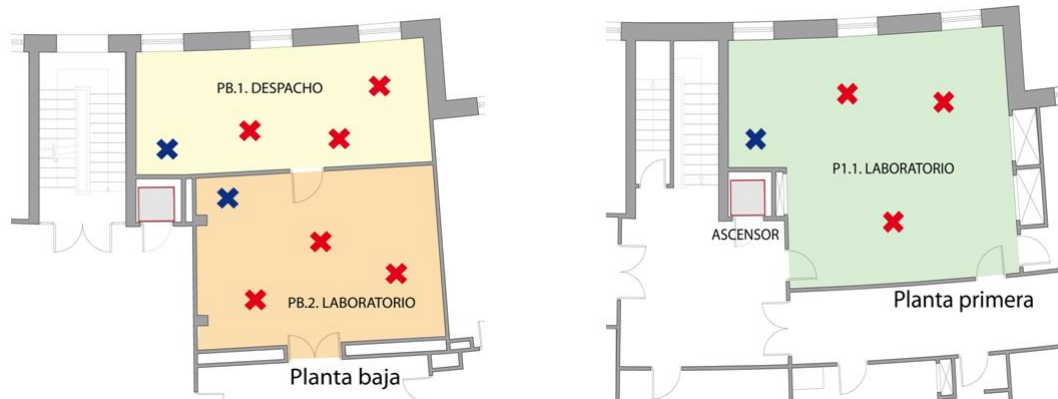 PB.1. DESPACHO
PB.2. LABORATORIO
Planta baja
P1.1. LABORATORIO
ASCENSOR
Planta primera